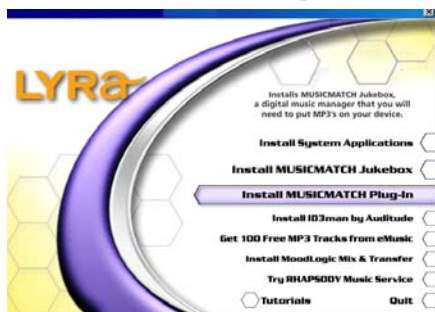 LYRa
Installs MUSICMATCH Jukebox,
a digital music manager that you will
need to put MP3's on your device.
Install System Applications
Install MUSICMATCH Jukebox
Install MUSICMATCH Plug-In
Install ID3man by Auditude
Get 100 Free MP3 Tracks from eMusic
Install MoodLogic Mix & Transfer
Try RHAPSODY Music Service
Tutorials Quit